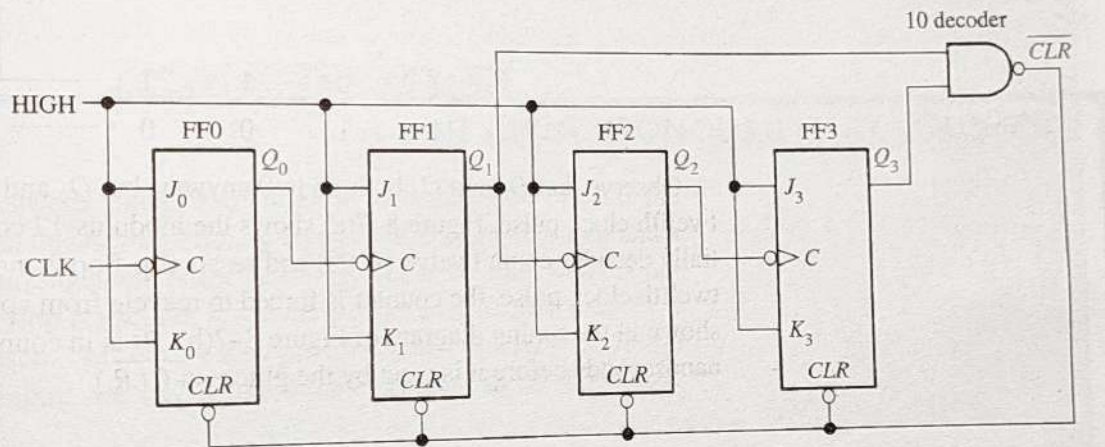 10 decoder
CLR
HIGH
FF0
FF1
FF2
FF3
Q0
Q1
Q2
Q3
J0
J1
J2
J3
CLK
C
C
C
C
K0
K1
K2
K3
CLR
CLR
CLR
CLR